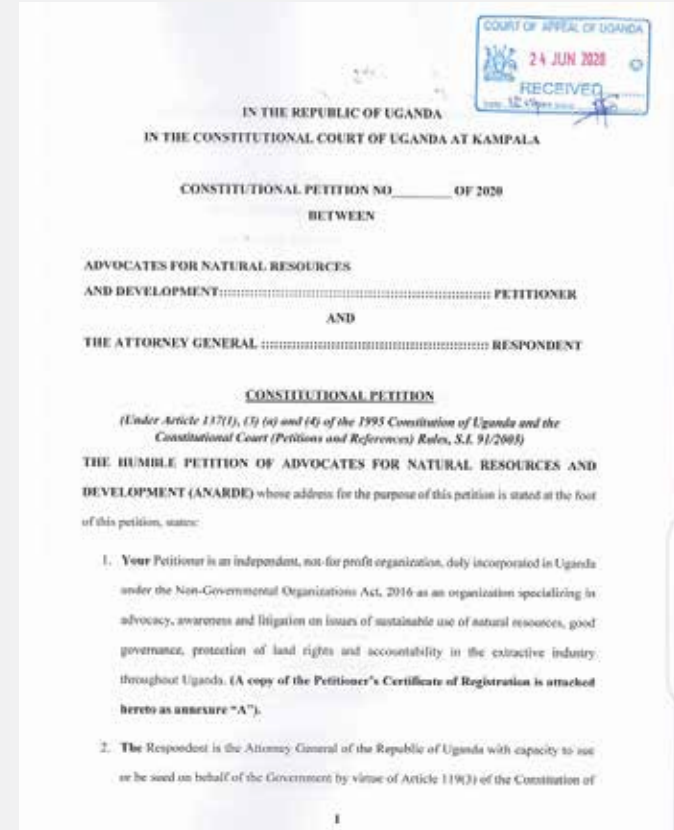 COURT OF APPEAL OF UGANDA
24 JUN 2020
RECEIVED
IN THE REPUBLIC OF UGANDA
IN THE CONSTITUTIONAL COURT OF UGANDA AT KAMPALA
CONSTITUTIONAL PETITION NO_________ OF 2020
BETWEEN
ADVOCATES FOR NATURAL RESOURCES
AND DEVELOPMENT:::::::::::::::::::::::::::::::::::::::::::::::::::::::::::::: PETITIONER
AND
THE ATTORNEY GENERAL :::::::::::::::::::::::::::::::::::::::::::::::::::: RESPONDENT
CONSTITUTIONAL PETITION
(Under Article 137(1), (3) (a) and (4) of the 1995 Constitution of Uganda and the
Constitutional Court (Petitions and References) Rules, S.I. 91/2005)
THE HUMBLE PETITION OF ADVOCATES FOR NATURAL RESOURCES AND
DEVELOPMENT (ANARDE) whose address for the purpose of this petition is stated at the foot
of this petition, states:
1. Your Petitioner is an independent, not-for profit organization, duly incorporated in Uganda
under the Non-Governmental Organizations Act, 2016 as an organization specializing in
advocacy, awareness and litigation on issues of sustainable use of natural resources, good
governance, protection of land rights and accountability in the extractive industry
throughout Uganda. (A copy of the Petitioner's Certificate of Registration is attached
hereto as annexure "A").
2. The Respondent is the Attorney General of the Republic of Uganda with capacity to sue
or be sued on behalf of the Government by virtue of Article 119(3) of the Constitution of
1